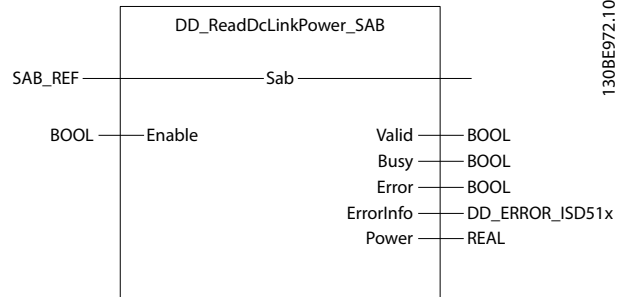 DD_ReadDcLinkPower_SAB
SAB_REF Sab
BOOL Enable Valid BOOL
Busy BOOL
Error BOOL
ErrorInfo DD_ERROR_ISD51x
Power REAL
130BE972.10